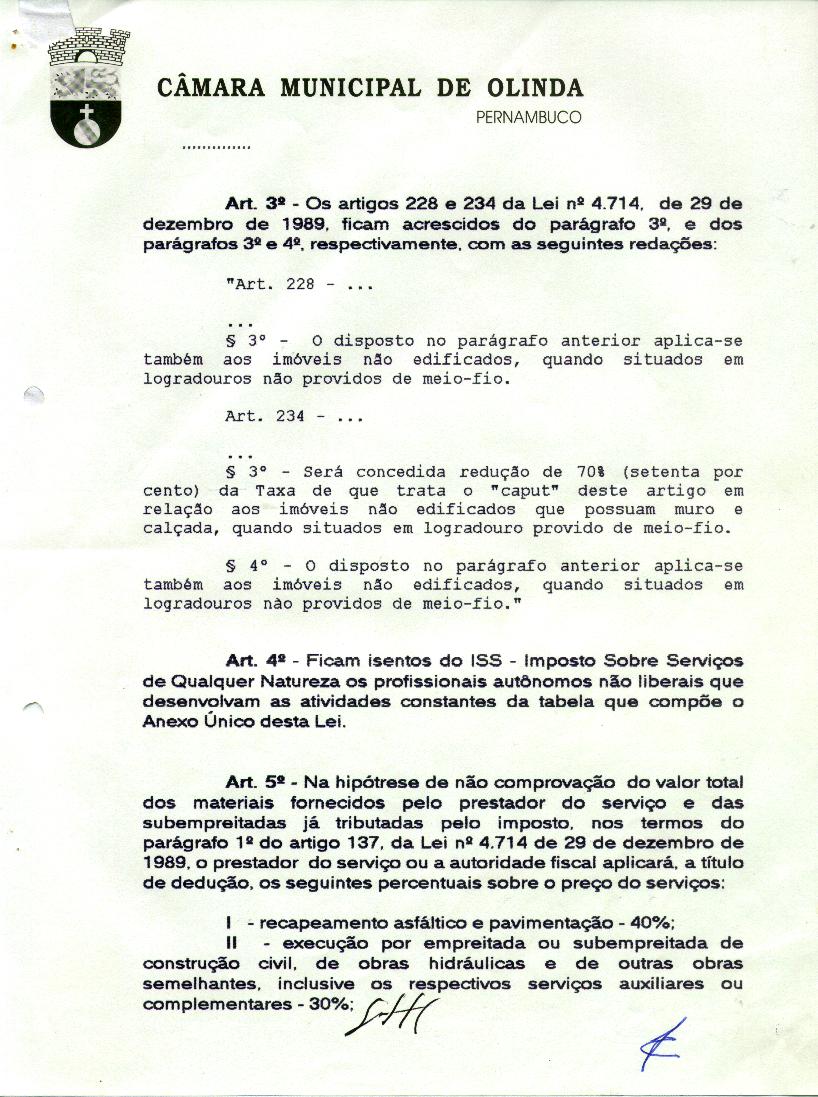 CÂMARA MUNICIPAL DE OLINDA
PERNAMBUCO
..............
Art. 3º - Os artigos 228 e 234 da Lei nº 4.714, de 29 de
dezembro de 1989, ficam acrescidos do parágrafo 3º, e dos
parágrafos 3º e 4º, respectivamente, com as seguintes redações:
"Art. 228 - ...
...
§ 3° - O disposto no parágrafo anterior aplica-se
também aos imóveis não edificados, quando situados em
logradouros não providos de meio-fio.
Art. 234 - ...
...
§ 3° - Será concedida redução de 70% (setenta por
cento) da Taxa de que trata o "caput" deste artigo em
relação aos imóveis não edificados que possuam muro e
calçada, quando situados em logradouro provido de meio-fio.
§ 4° - O disposto no parágrafo anterior aplica-se
também aos imóveis não edificados, quando situados em
logradouros não providos de meio-fio."
Art. 4º - Ficam isentos do ISS - Imposto Sobre Serviços
de Qualquer Natureza os profissionais autônomos não liberais que
desenvolvam as atividades constantes da tabela que compõe o
Anexo Único desta Lei.
Art. 5º - Na hipótrese de não comprovação do valor total
dos materiais fornecidos pelo prestador do serviço e das
subempreitadas já tributadas pelo imposto, nos termos do
parágrafo 1º do artigo 137, da Lei nº 4.714 de 29 de dezembro de
1989, o prestador do serviço ou a autoridade fiscal aplicará, a título
de dedução, os seguintes percentuais sobre o preço do serviços:
I - recapeamento asfáltico e pavimentação - 40%;
II - execução por empreitada ou subempreitada de
construção civil, de obras hidráulicas e de outras obras
semelhantes, inclusive os respectivos serviços auxiliares ou
complementares - 30%;